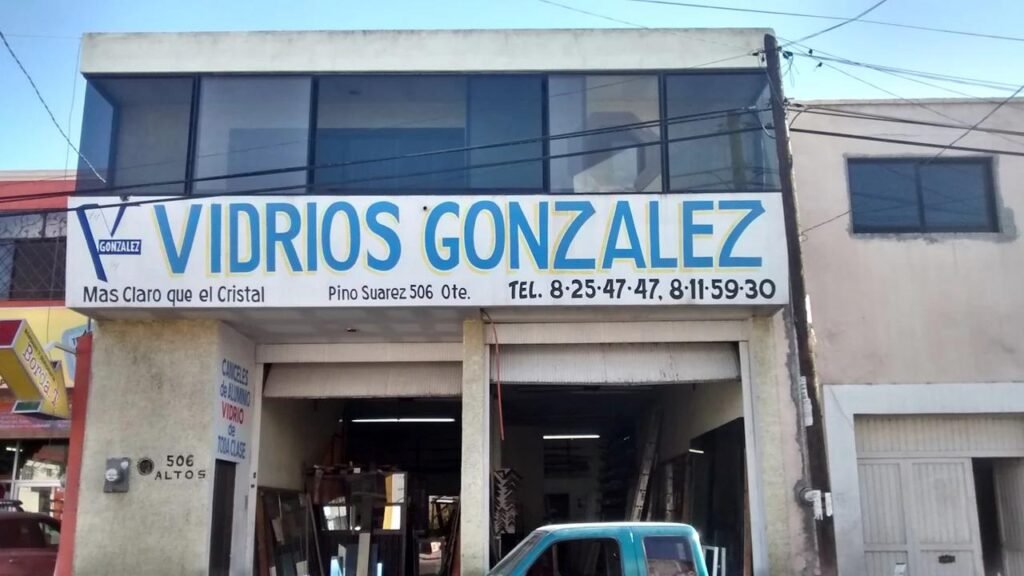 GONZALEZ
VIDRIOS GONZALEZ
Mas Claro que el Cristal
Pino Suarez 506 Ote.
TEL. 8·25·47·47, 8·11·59·30
CANCELES
de ALUMINIO
VIDRIO
de
TODA CLASE
506
ALTOS